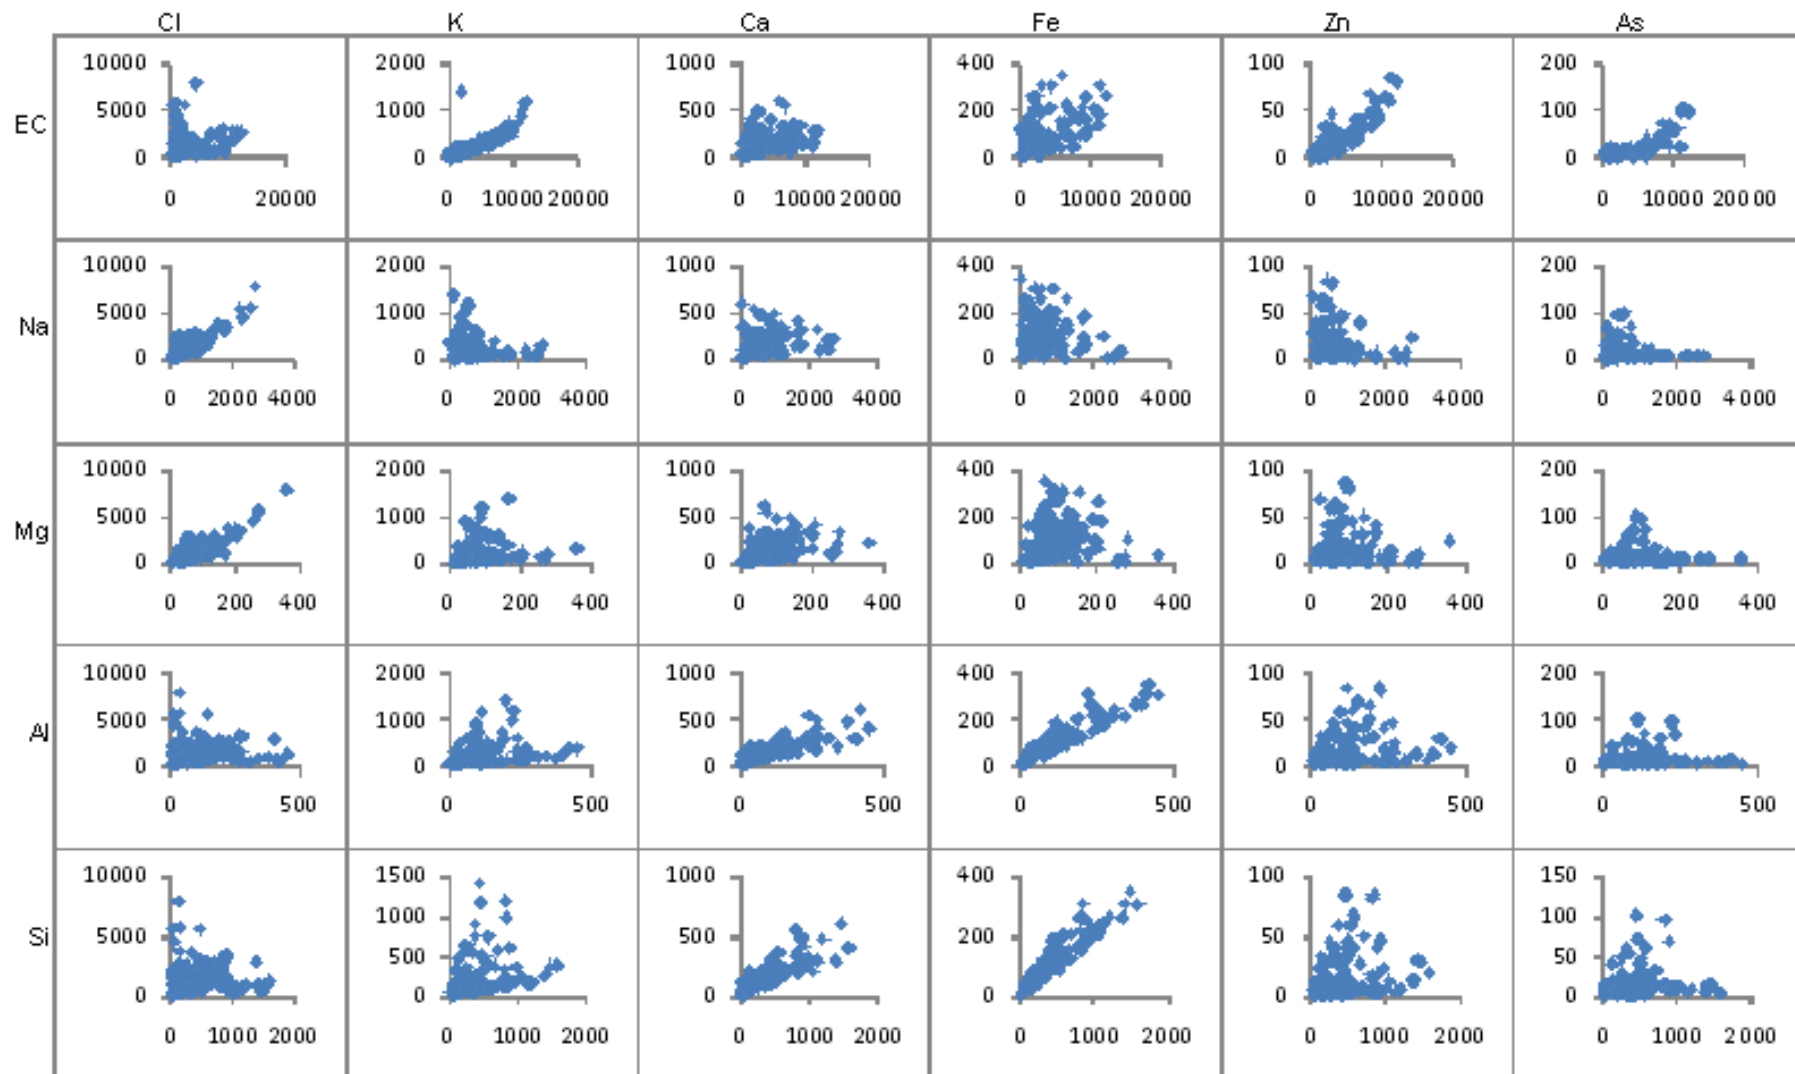 Cl K Ca Fe Zn As
10000 2000 1000 400 100 200
EC 5000 1000 500 200 50 100
0 0 0 0 0 0
0 20000 0 10000 20000 0 10000 20000 0 10000 20000 0 10000 20000 0 10000 20000
10000 2000 1000 400 100 200
Na 5000 1000 500 200 50 100
0 0 0 0 0 0
0 2000 4000 0 2000 4000 0 2000 4000 0 2000 4000 0 2000 4000 0 2000 4000
10000 2000 1000 400 100 200
Mg 5000 1000 500 200 50 100
0 0 0 0 0 0
0 200 400 0 200 400 0 200 400 0 200 400 0 200 400 0 200 400
10000 2000 1000 400 100 200
Al 5000 1000 500 200 50 100
0 0 0 0 0 0
0 500 0 500 0 500 0 500 0 500 0 500
10000 1500 1000 400 100 150
1000 100
Si 5000 500 200 50
500 50
0 0 0 0 0 0
0 1000 2000 0 1000 2000 0 1000 2000 0 1000 2000 0 1000 2000 0 1000 2000